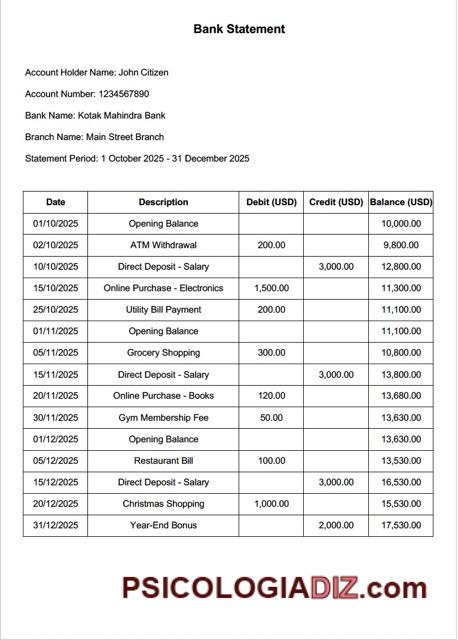 Bank Statement
Account Holder Name: John Citizen
Account Number: 1234567890
Bank Name: Kotak Mahindra Bank
Branch Name: Main Street Branch
Statement Period: 1 October 2025 - 31 December 2025
Date Description Debit (USD) Credit (USD) Balance (USD)
01/10/2025 Opening Balance 10,000.00
02/10/2025 ATM Withdrawal 200.00 9,800.00
10/10/2025 Direct Deposit - Salary 3,000.00 12,800.00
15/10/2025 Online Purchase - Electronics 1,500.00 11,300.00
25/10/2025 Utility Bill Payment 200.00 11,100.00
01/11/2025 Opening Balance 11,100.00
05/11/2025 Grocery Shopping 300.00 10,800.00
15/11/2025 Direct Deposit - Salary 3,000.00 13,800.00
20/11/2025 Online Purchase - Books 120.00 13,680.00
30/11/2025 Gym Membership Fee 50.00 13,630.00
01/12/2025 Opening Balance 13,630.00
05/12/2025 Restaurant Bill 100.00 13,530.00
15/12/2025 Direct Deposit - Salary 3,000.00 16,530.00
20/12/2025 Christmas Shopping 1,000.00 15,530.00
31/12/2025 Year-End Bonus 2,000.00 17,530.00
PSICOLOGIADIZ.com